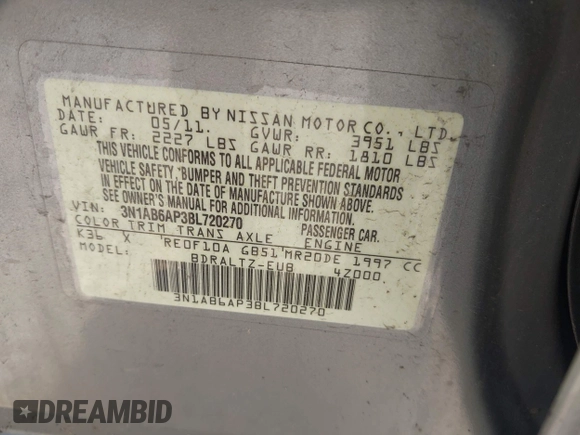 MANUFACTURED BY NISSAN MOTOR CO., LTD.
DATE: 05/11. GVWR: 3951 LBS
GAWR FR: 2227 LBS GAWR RR: 1810 LBS
THIS VEHICLE CONFORMS TO ALL APPLICABLE FEDERAL MOTOR
VEHICLE SAFETY, BUMPER AND THEFT PREVENTION STANDARDS
IN EFFECT ON THE DATE OF MANUFACTURE SHOWN ABOVE.
SEE OWNER'S MANUAL FOR ADDITIONAL INFORMATION.
VIN: 3N1AB6AP3BL720270 PASSENGER CAR.
COLOR TRIM TRANS AXLE ENGINE
K36 X RE0F10A GB51 MR20DE 1997 CC
MODEL: BDRALTZ-EUB 4Z000.
3N1AB6AP3BL720270
DREAMBID